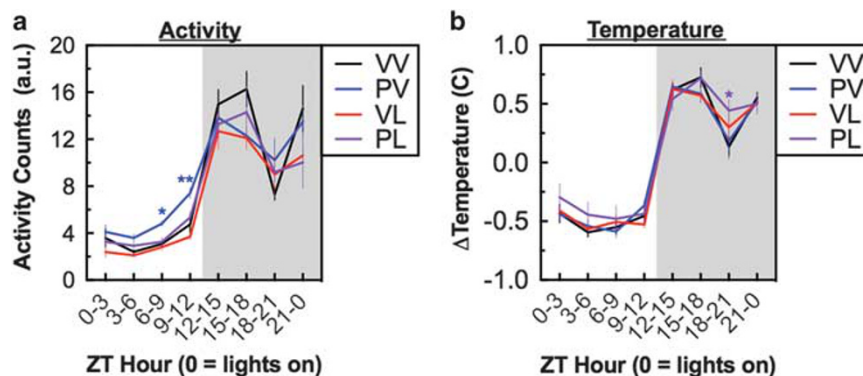 a
Activity
Activity Counts (a.u.)
20
16
12
8
4
0
*
**
0-3
3-6
6-9
9-12
12-15
15-18
18-21
21-0
ZT Hour (0 = lights on)
VV
PV
VL
PL
b
Temperature
ΔTemperature (C)
1.0
0.5
0.0
-0.5
-1.0
*
0-3
3-6
6-9
9-12
12-15
15-18
18-21
21-0
ZT Hour (0 = lights on)
VV
PV
VL
PL